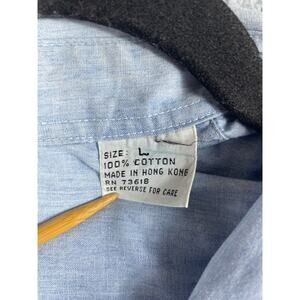 SIZE: L
100% COTTON
MADE IN HONG KONG
RN 73618
SEE REVERSE FOR CARE